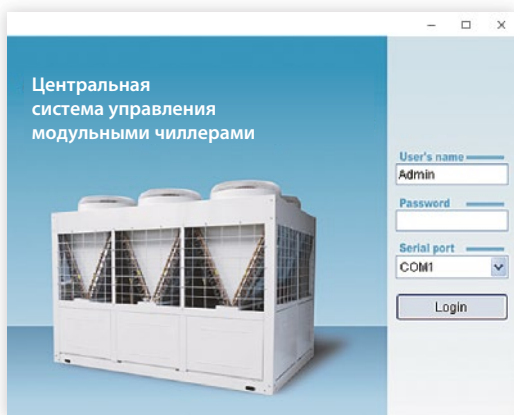 Центральная
система управления
модульными чиллерами
User's name
Admin
Password
Serial port
COM1
Login